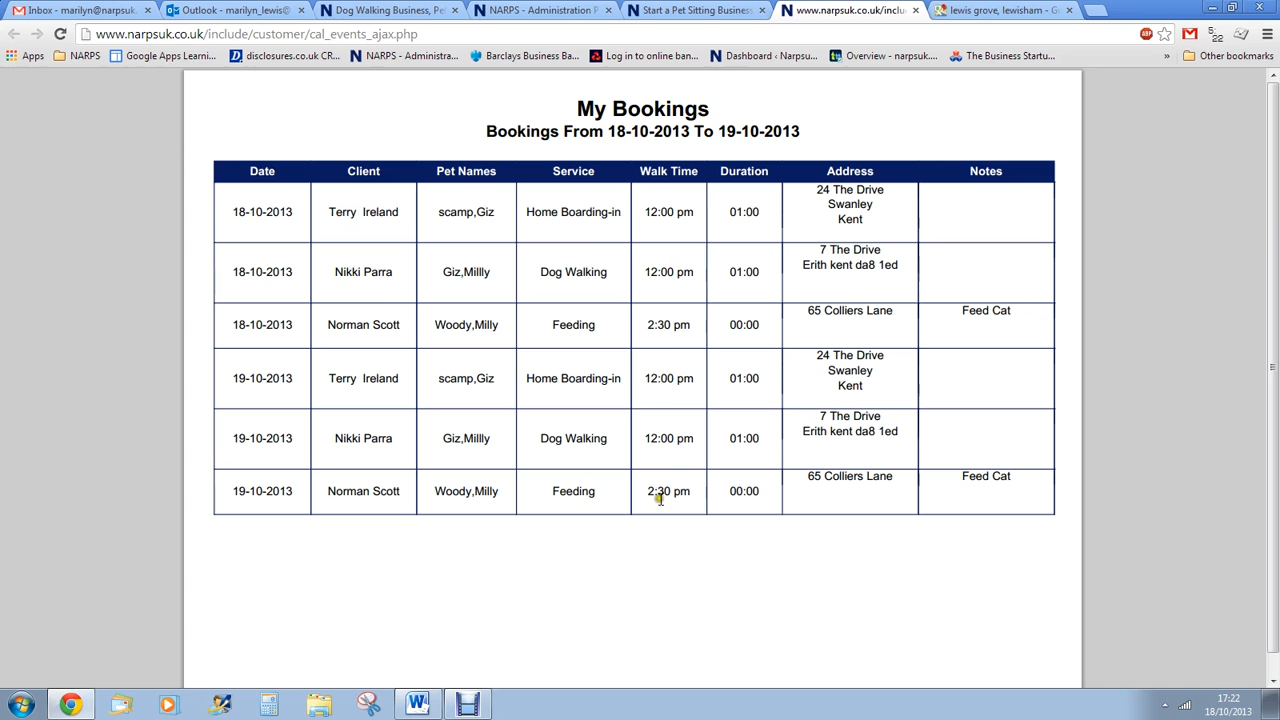 Inbox - marilyn@narpsuk.c
Outlook - marilyn_lewis@
Dog Walking Business, Pet
NARPS - Administration P
Start a Pet Sitting Business
www.narpsuk.co.uk/inclu
lewis grove, lewisham - G
www.narpsuk.co.uk/include/customer/cal_events_ajax.php
ABP
5:22
Apps
NARPS
Google Apps Learni...
disclosures.co.uk CR...
NARPS - Administra...
Barclays Business Ba...
Log in to online ban...
Dashboard ‹ Narpsu...
Overview - narpsuk....
The Business Startu...
»
Other bookmarks
My Bookings
Bookings From 18-10-2013 To 19-10-2013
Date Client Pet Names Service Walk Time Duration Address Notes
24 The Drive
18-10-2013 Terry Ireland scamp,Giz Home Boarding-in 12:00 pm 01:00 Swanley
Kent
7 The Drive
18-10-2013 Nikki Parra Giz,Millly Dog Walking 12:00 pm 01:00 Erith kent da8 1ed
18-10-2013 Norman Scott Woody,Milly Feeding 2:30 pm 00:00 65 Colliers Lane Feed Cat
24 The Drive
19-10-2013 Terry Ireland scamp,Giz Home Boarding-in 12:00 pm 01:00 Swanley
Kent
7 The Drive
19-10-2013 Nikki Parra Giz,Millly Dog Walking 12:00 pm 01:00 Erith kent da8 1ed
19-10-2013 Norman Scott Woody,Milly Feeding 2:30 pm 00:00 65 Colliers Lane Feed Cat
17:22
18/10/2013